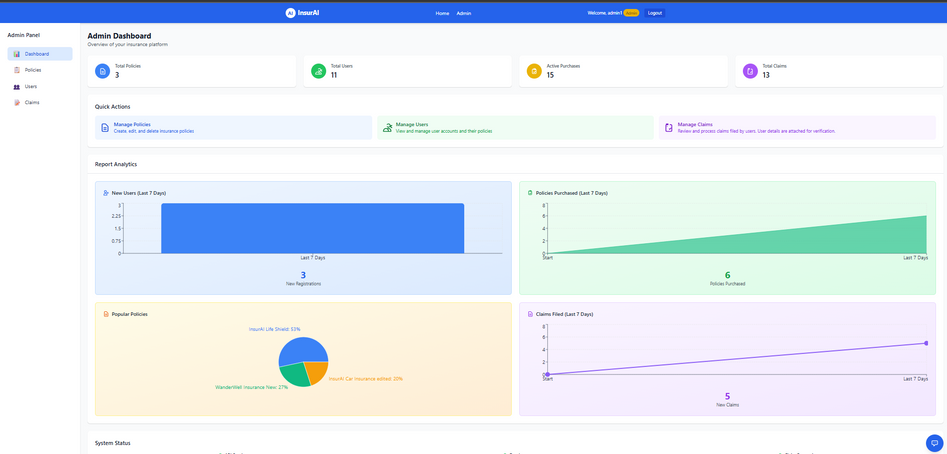 Ai InsurAI
Home Admin
Welcome, admin1 Logout
Admin Panel
Dashboard
Policies
Users
Claims
Admin Dashboard
Overview of your insurance platform
Total Policies
3
Total Users
11
Active Purchases
15
Total Claims
13
Quick Actions
Manage Policies
Create, edit, and delete insurance policies
Manage Users
View and manage user accounts and their policies
Manage Claims
Review and process claims filed by users. User details are attached for verification.
Report Analytics
New Users (Last 7 Days)
3
2.25
1.5
0.75
0
Last 7 Days
3
New Registrations
Policies Purchased (Last 7 Days)
8
6
4
2
0
Start Last 7 Days
6
Policies Purchased
Popular Policies
InsurAI Life Shield: 53%
InsurAI Car Insurance edited: 20%
WanderWell Insurance New: 27%
Claims Filed (Last 7 Days)
8
6
4
2
0
Start Last 7 Days
5
New Claims
System Status